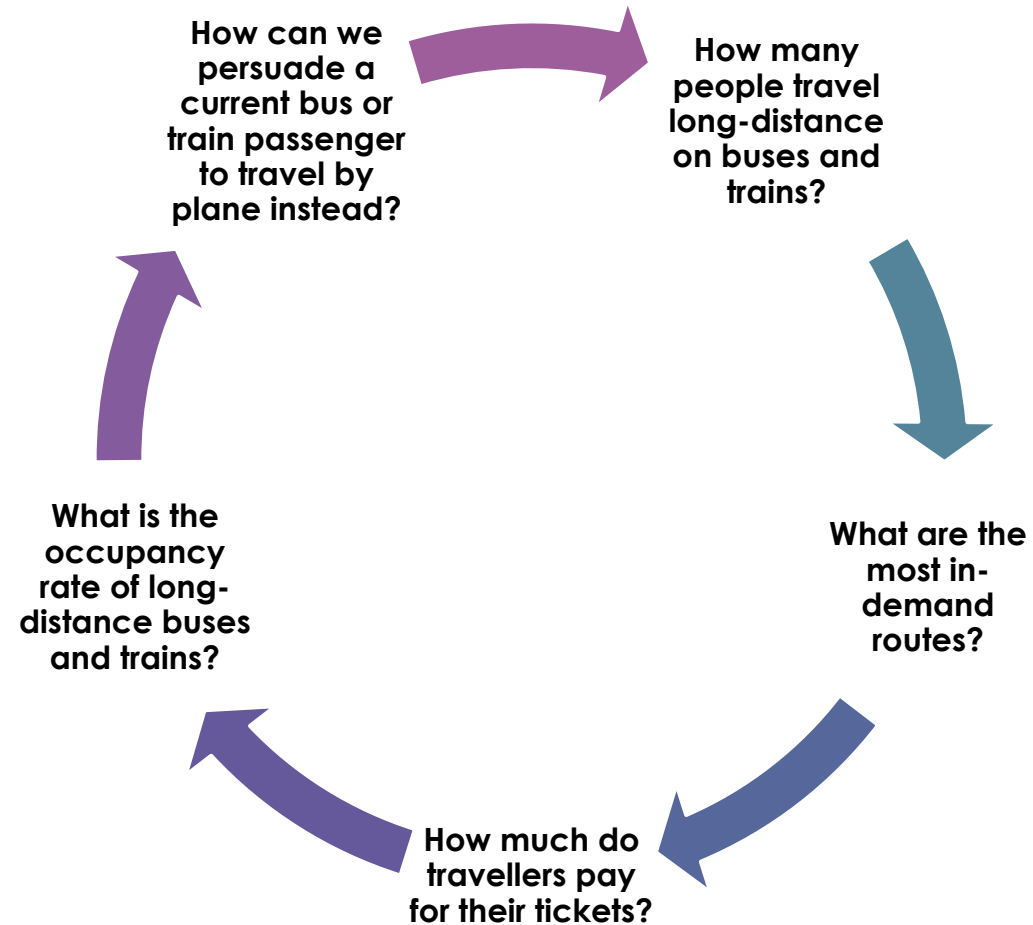 How can we
persuade a
current bus or
train passenger
to travel by
plane instead?
How many
people travel
long-distance
on buses and
trains?
What are the
most in-
demand
routes?
How much do
travellers pay
for their tickets?
What is the
occupancy
rate of long-
distance buses
and trains?